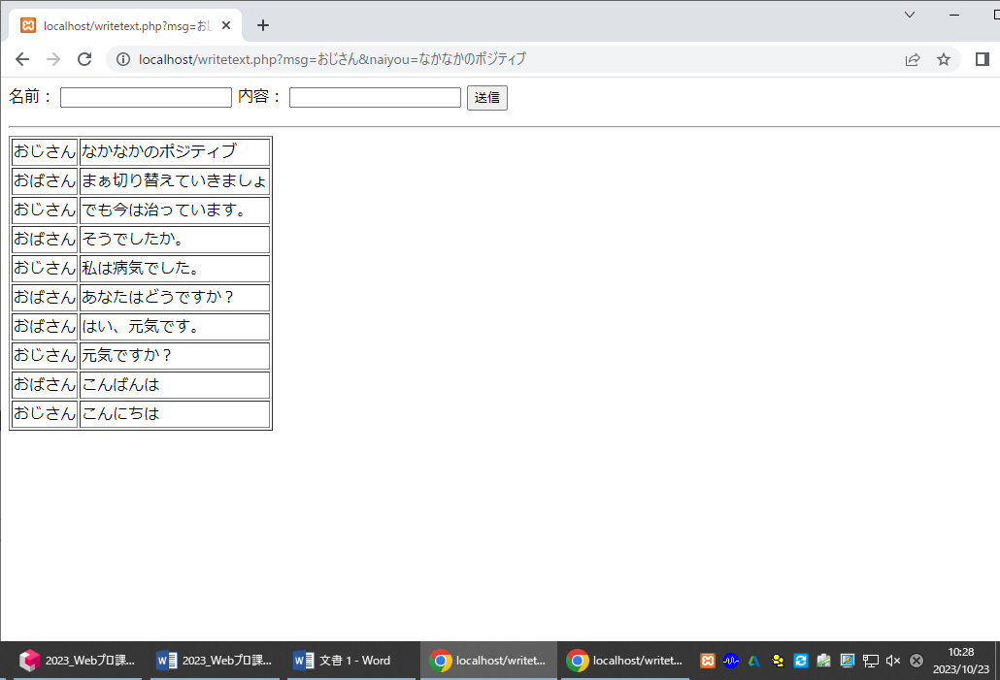 localhost/writetext.php?msg=おじ
localhost/writetext.php?msg=おじさん&naiyou=なかなかのポジティブ
名前： 内容： 送信
おじさん なかなかのポジティブ
おばさん まぁ切り替えていきましょ
おじさん でも今は治っています。
おばさん そうでしたか。
おじさん 私は病気でした。
おばさん あなたはどうですか？
おばさん はい、元気です。
おじさん 元気ですか？
おばさん こんばんは
おじさん こんにちは
2023_Webプロ課... 2023_Webプロ課... 文書 1 - Word localhost/writet... localhost/writet... 10:28
2023/10/23